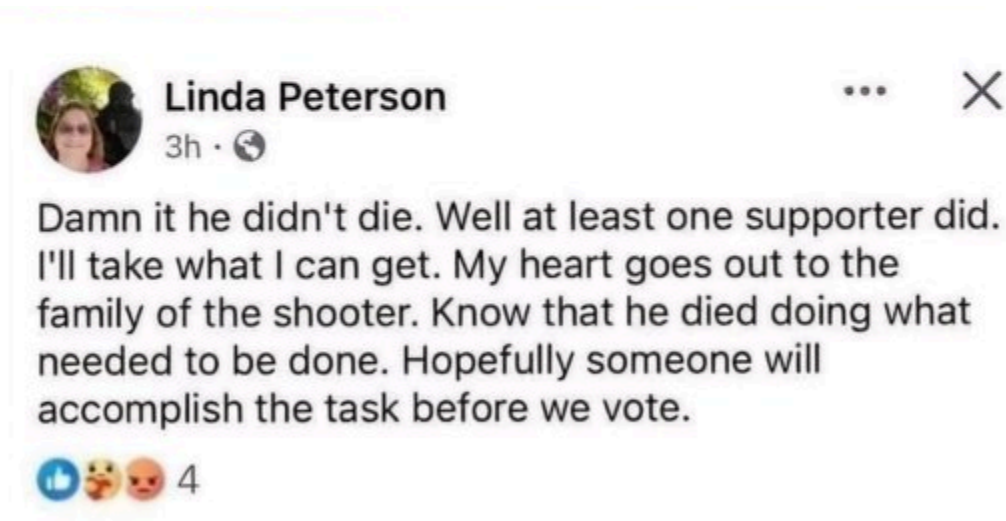 Linda Peterson
3h ·
Damn it he didn't die. Well at least one supporter did.
I'll take what I can get. My heart goes out to the
family of the shooter. Know that he died doing what
needed to be done. Hopefully someone will
accomplish the task before we vote.
4